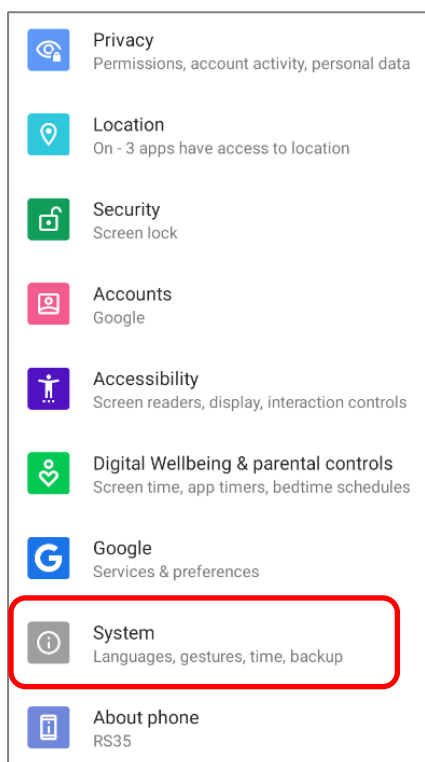 Privacy
Permissions, account activity, personal data
Location
On - 3 apps have access to location
Security
Screen lock
Accounts
Google
Accessibility
Screen readers, display, interaction controls
Digital Wellbeing & parental controls
Screen time, app timers, bedtime schedules
G
Google
Services & preferences
System
Languages, gestures, time, backup
About phone
RS35